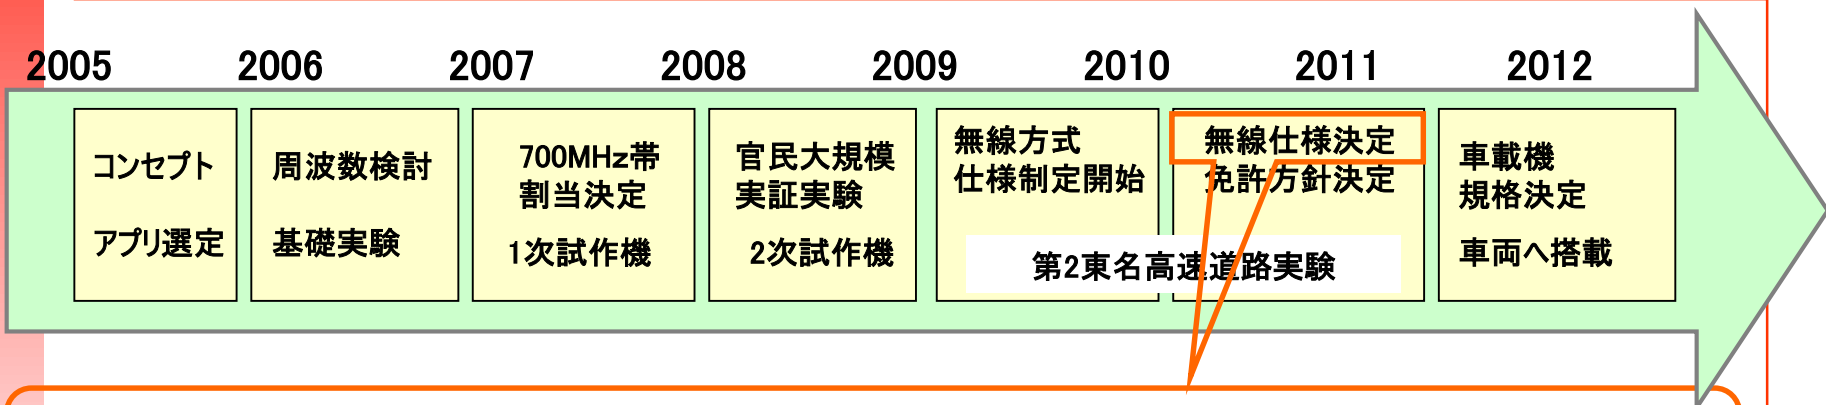 2005 2006 2007 2008 2009 2010 2011 2012
コンセプト
アプリ選定
周波数検討
基礎実験
700MHz帯
割当決定
1次試作機
官民大規模
実証実験
2次試作機
無線方式
仕様制定開始
無線仕様決定
免許方針決定
第2東名高速道路実験
車載機
規格決定
車両へ搭載